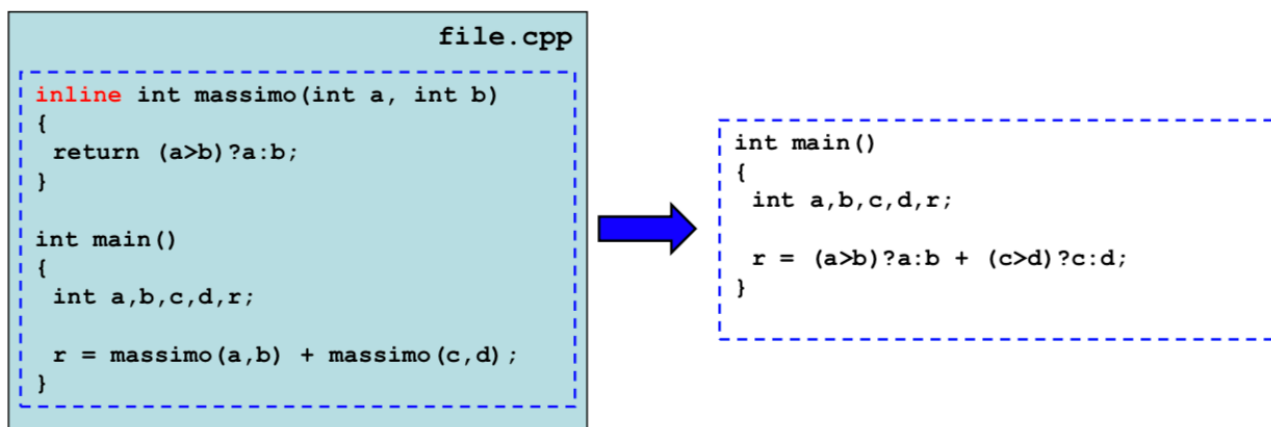 file.cpp
inline int massimo(int a, int b)
{
return (a>b)?a:b;
}
int main()
{
int a,b,c,d,r;
r = massimo(a,b) + massimo(c,d);
}
int main()
{
int a,b,c,d,r;
r = (a>b)?a:b + (c>d)?c:d;
}